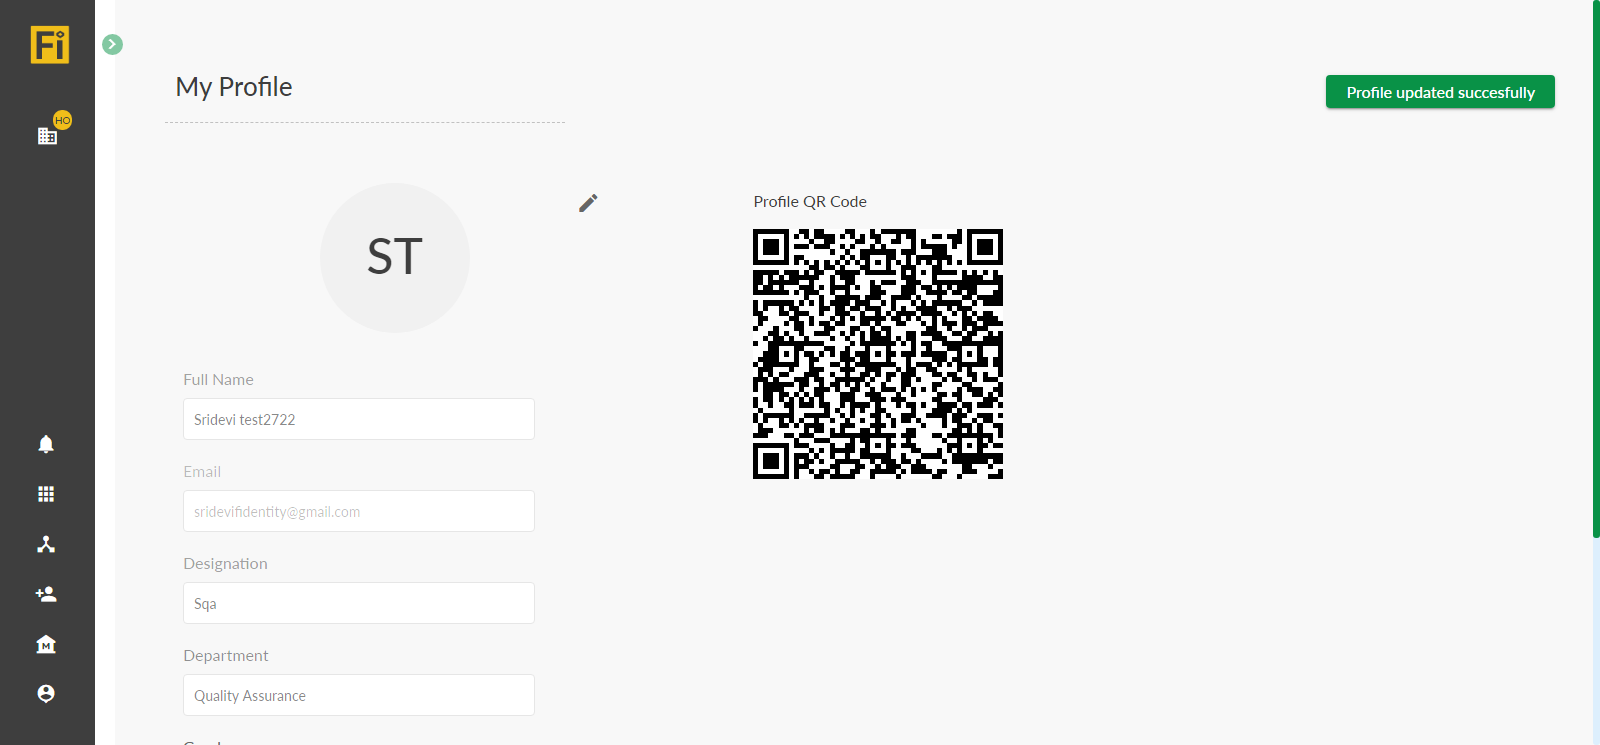 Fi
HO
My Profile
Profile updated succesfully
ST
Profile QR Code
Full Name
Sridevi test2722
Email
sridevifidentity@gmail.com
Designation
Sqa
Department
Quality Assurance
M